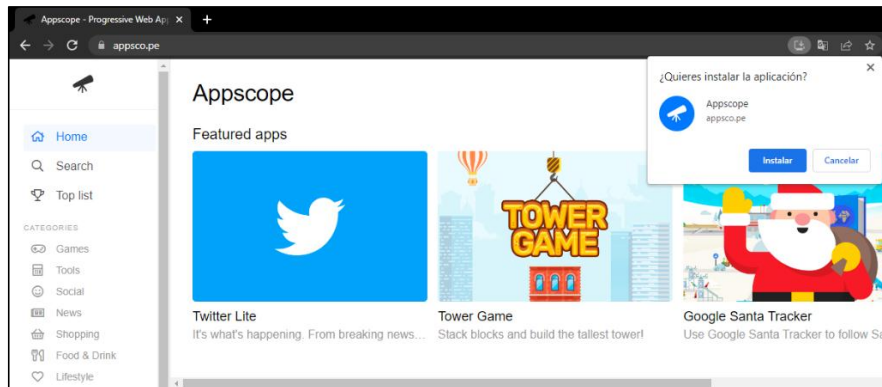 Appscope - Progressive Web Ap
appsco.pe
¿Quieres instalar la aplicación?
Appscope
appsco.pe
Instalar
Cancelar
Home
Search
Top list
CATEGORIES
Games
Tools
Social
News
Shopping
Food & Drink
Lifestyle
Appscope
Featured apps
TOWER
GAME
Twitter Lite
It's what's happening. From breaking news...
Tower Game
Stack blocks and build the tallest tower!
Google Santa Tracker
Use Google Santa Tracker to follow Sa